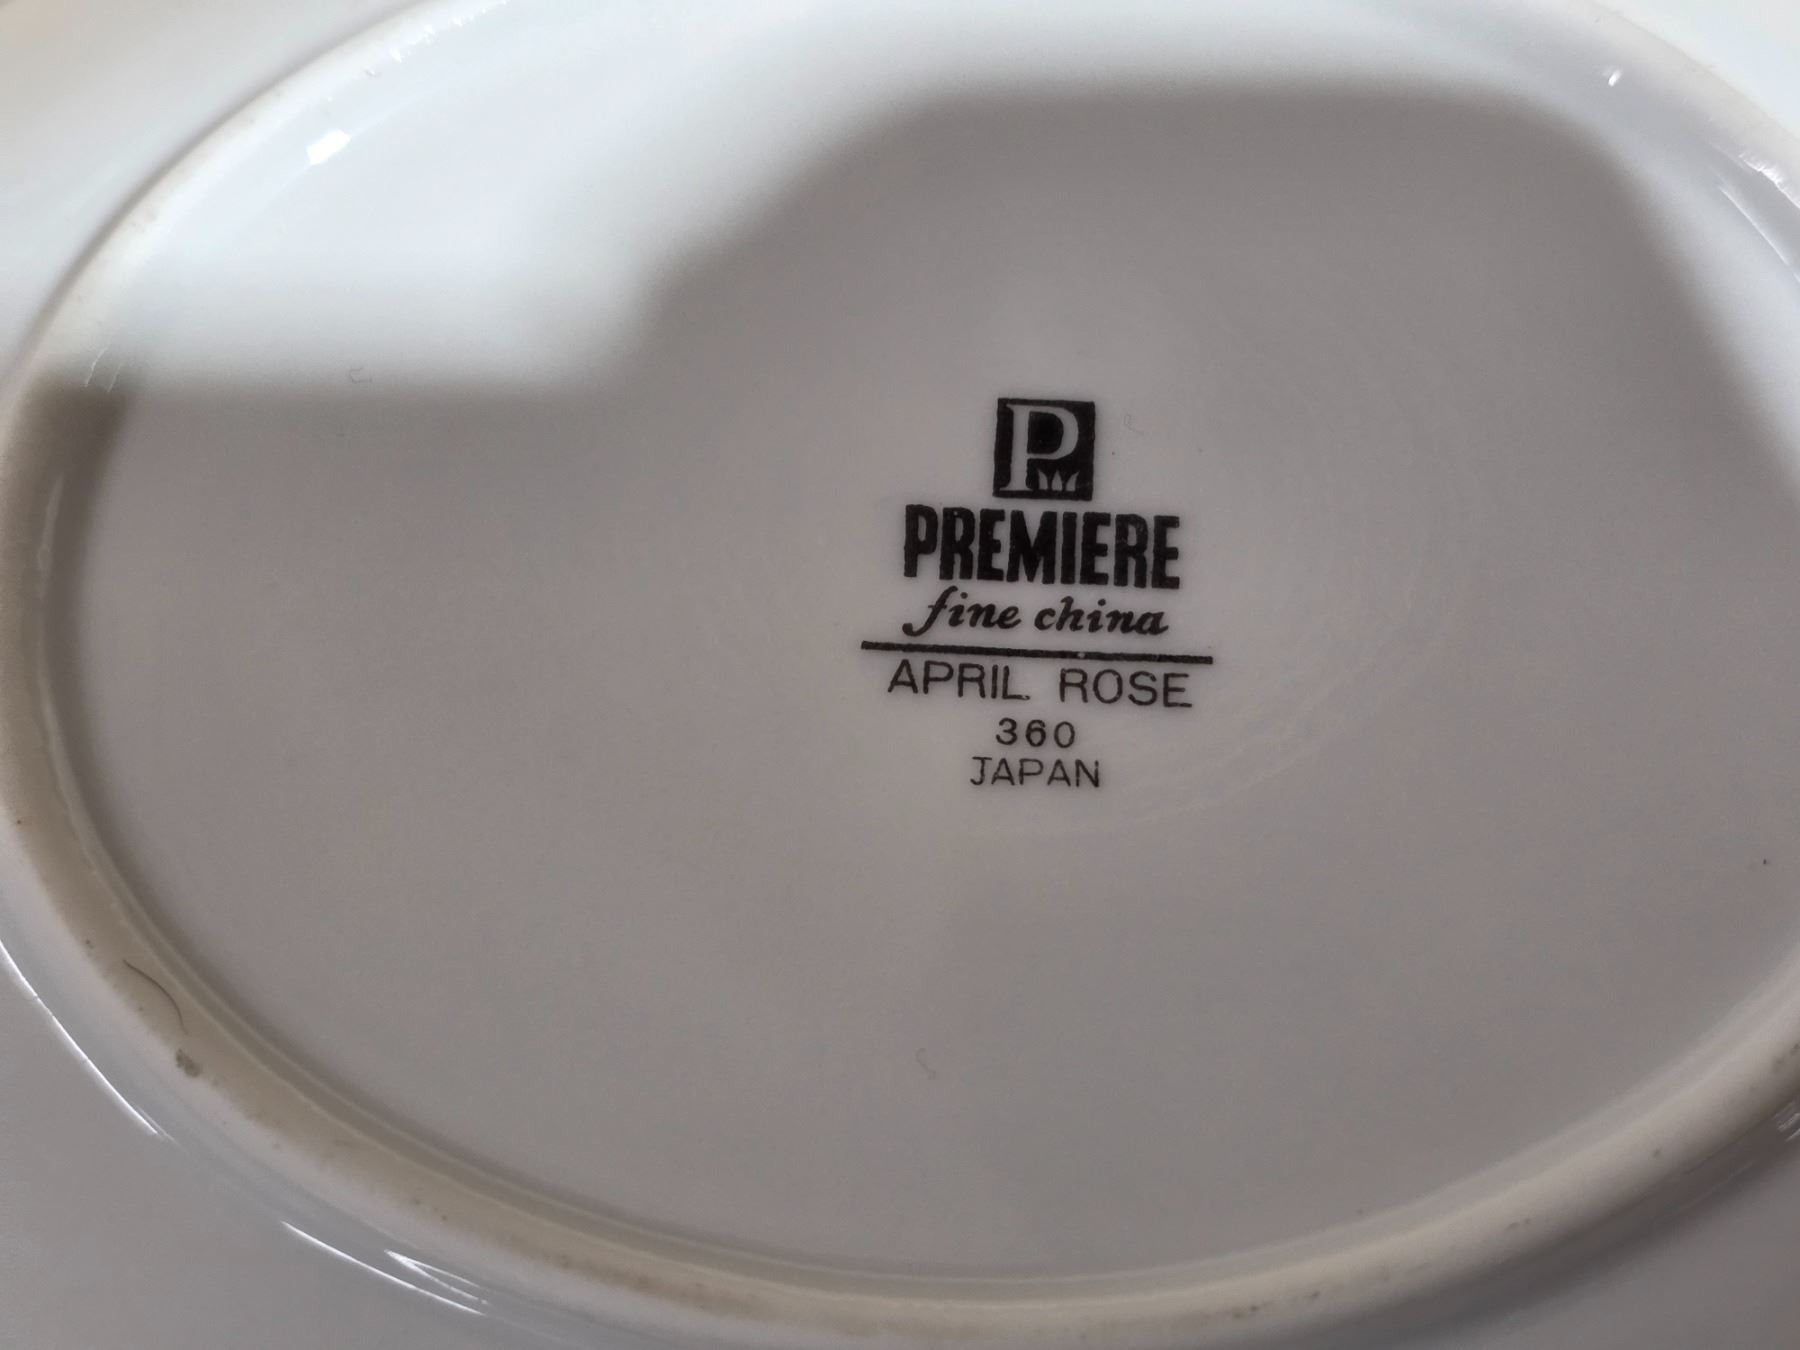 P
PREMIERE
fine china
APRIL ROSE
360
JAPAN